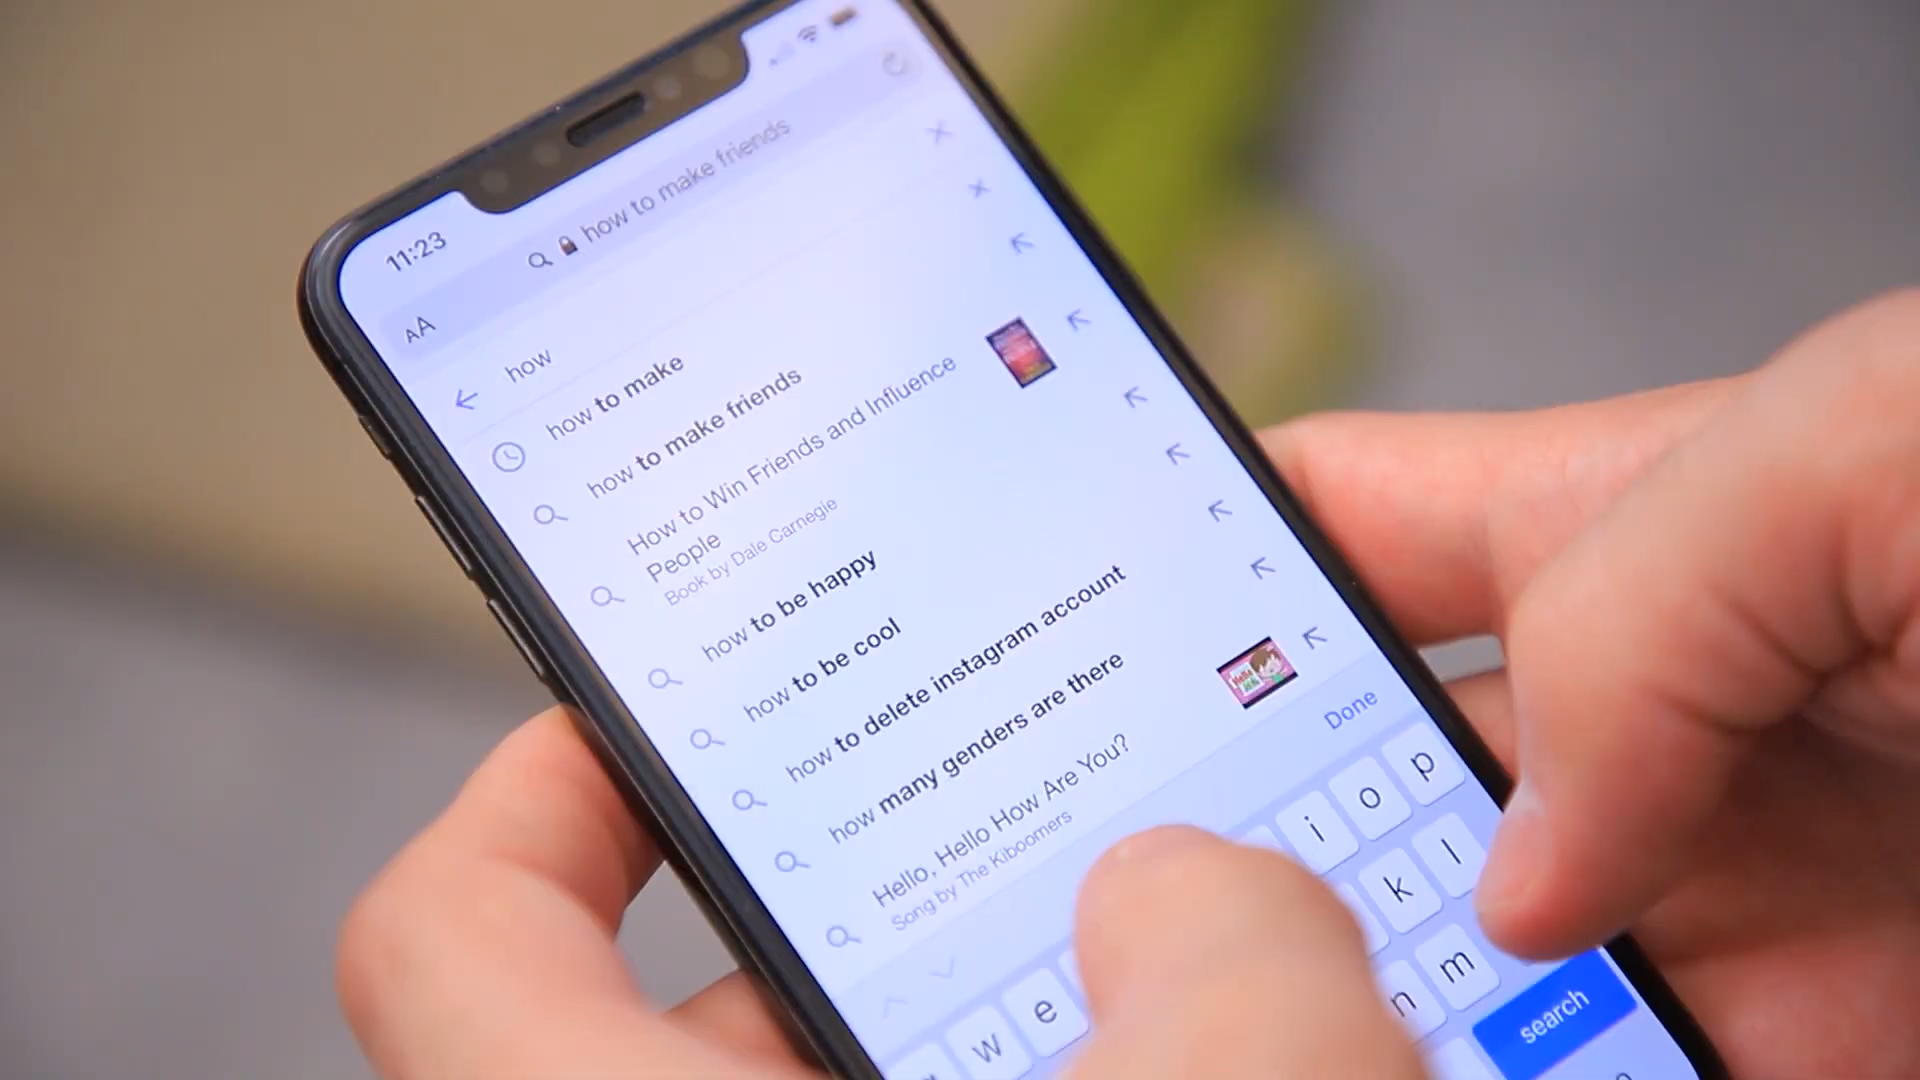 11:23
AA
how to make friends
how
how to make
how to make friends
How to Win Friends and Influence
People
Book by Dale Carnegie
how to be happy
how to be cool
how to delete instagram account
how many genders are there
Hello, Hello How Are You?
Song by The Kiboomers
Done
w e i o p
k l
n m
search